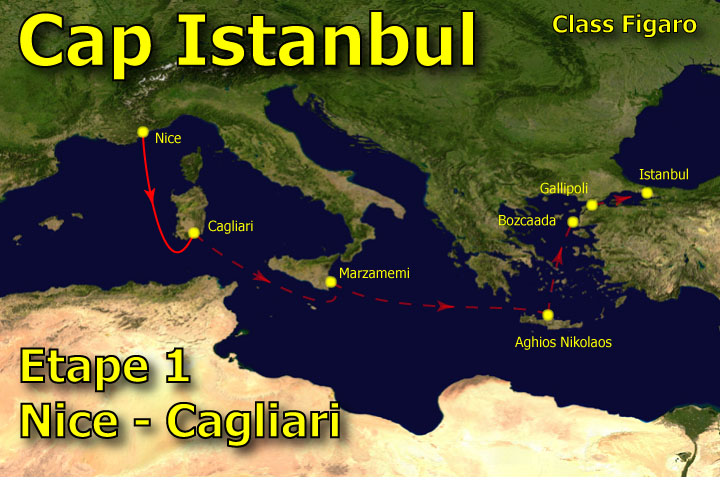 Cap Istanbul
Class Figaro
Nice
Istanbul
Gallipoli
Bozcaada
Cagliari
Marzamemi
Aghios Nikolaos
Etape 1
Nice - Cagliari